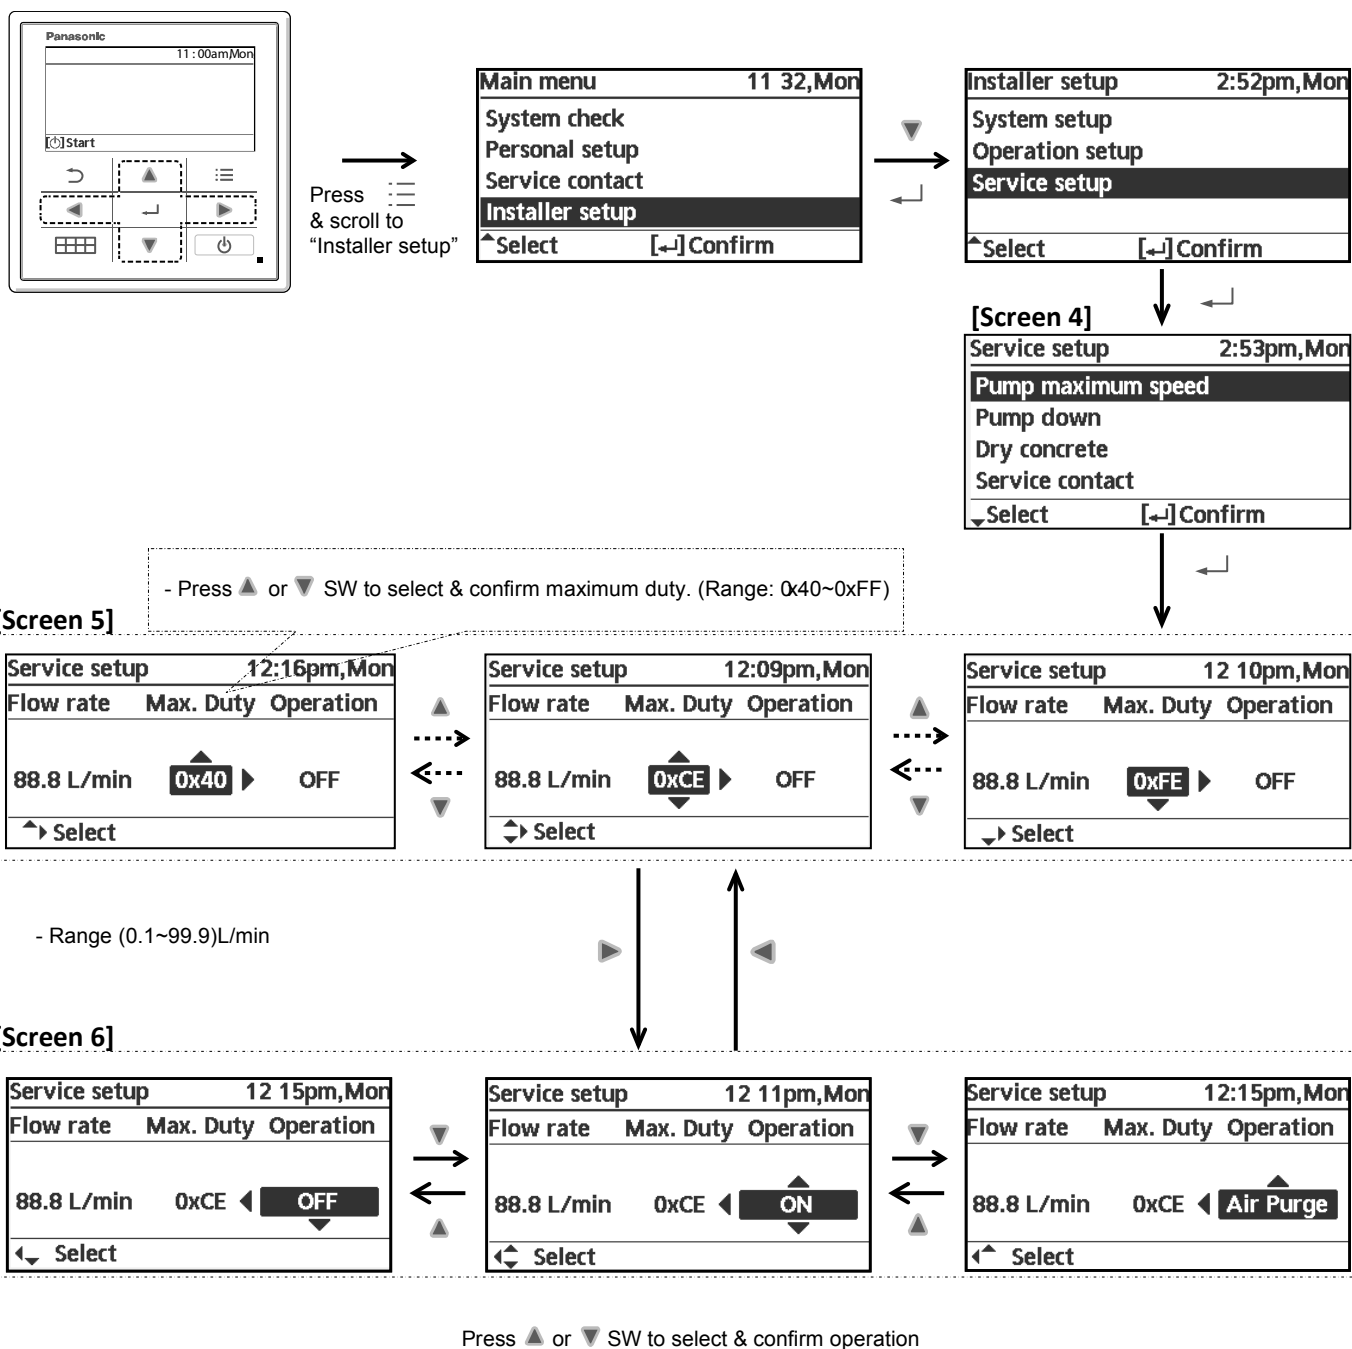 Panasonic
11:00am,Mon
[⏻]Start
Press
& scroll to
“Installer setup”
Main menu 11 32,Mon
System check
Personal setup
Service contact
Installer setup
Select [↵]Confirm
Installer setup 2:52pm,Mon
System setup
Operation setup
Service setup
Select [↵]Confirm
[Screen 4]
Service setup 2:53pm,Mon
Pump maximum speed
Pump down
Dry concrete
Service contact
Select [↵]Confirm
- Press ▲ or ▼ SW to select & confirm maximum duty. (Range: 0x40~0xFF)
[Screen 5]
Service setup 12:16pm,Mon
Flow rate Max. Duty Operation
88.8 L/min 0x40 OFF
Select
Service setup 12:09pm,Mon
Flow rate Max. Duty Operation
88.8 L/min 0xCE OFF
Select
Service setup 12 10pm,Mon
Flow rate Max. Duty Operation
88.8 L/min 0xFE OFF
Select
- Range (0.1~99.9)L/min
[Screen 6]
Service setup 12 15pm,Mon
Flow rate Max. Duty Operation
88.8 L/min 0xCE OFF
Select
Service setup 12 11pm,Mon
Flow rate Max. Duty Operation
88.8 L/min 0xCE ON
Select
Service setup 12:15pm,Mon
Flow rate Max. Duty Operation
88.8 L/min 0xCE Air Purge
Select
Press ▲ or ▼ SW to select & confirm operation